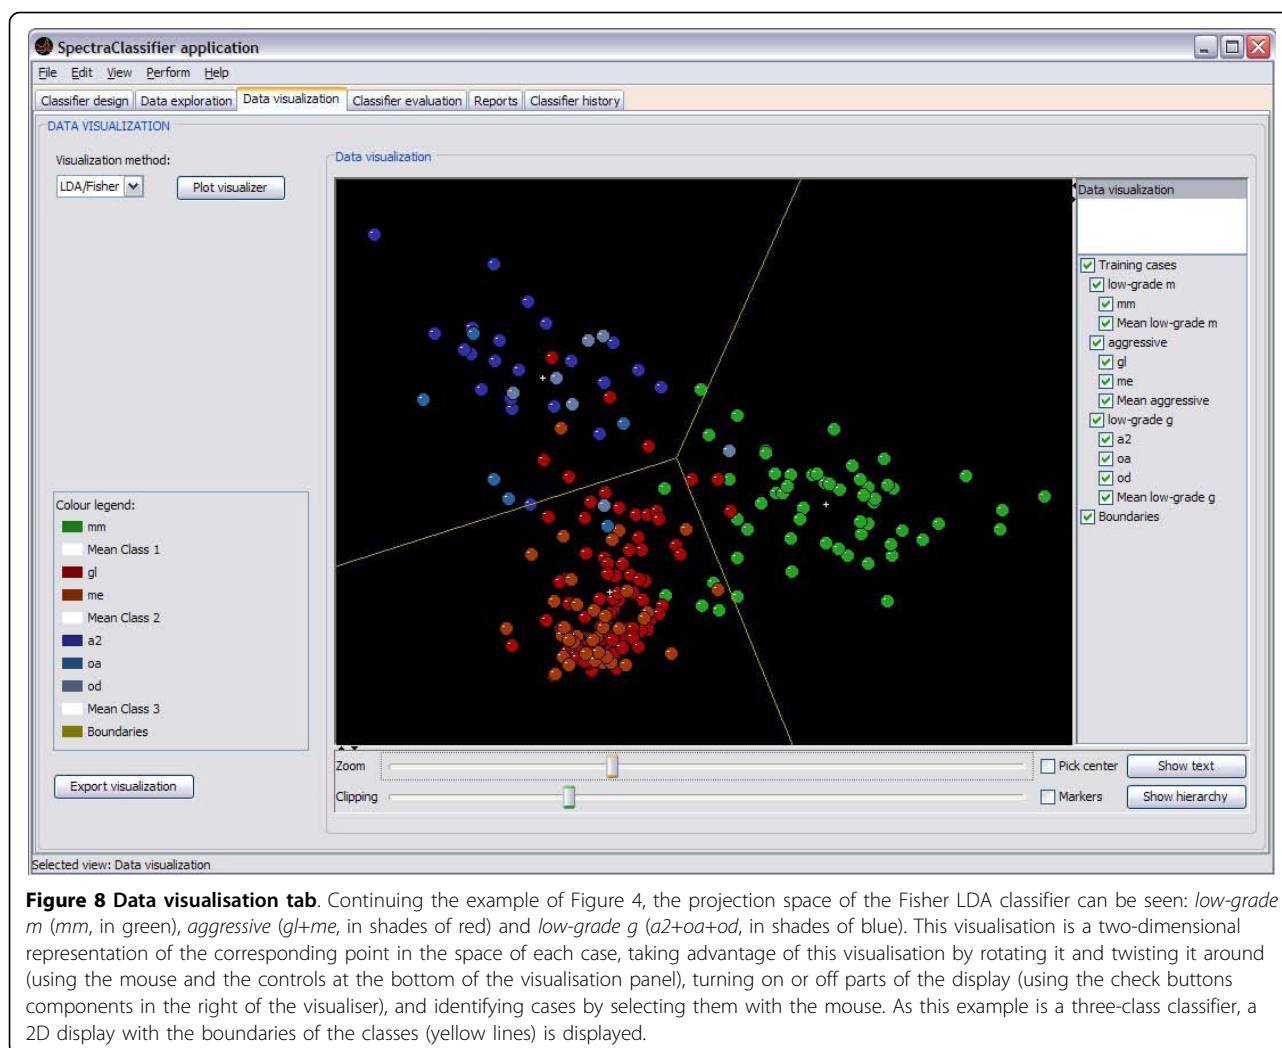 SpectraClassifier application
File Edit View Perform Help
Classifier design Data exploration Data visualization Classifier evaluation Reports Classifier history
DATA VISUALIZATION
Visualization method:
LDA/Fisher Plot visualizer
Colour legend:
mm
Mean Class 1
gl
me
Mean Class 2
a2
oa
od
Mean Class 3
Boundaries
Export visualization
Data visualization
Data visualization
Training cases
low-grade m
mm
Mean low-grade m
aggressive
gl
me
Mean aggressive
low-grade g
a2
oa
od
Mean low-grade g
Boundaries
Zoom Pick center Show text
Clipping Markers Show hierarchy
Selected view: Data visualization
Figure 8 Data visualisation tab. Continuing the example of Figure 4, the projection space of the Fisher LDA classifier can be seen: low-grade
m (mm, in green), aggressive (gl+me, in shades of red) and low-grade g (a2+oa+od, in shades of blue). This visualisation is a two-dimensional
representation of the corresponding point in the space of each case, taking advantage of this visualisation by rotating it and twisting it around
(using the mouse and the controls at the bottom of the visualisation panel), turning on or off parts of the display (using the check buttons
components in the right of the visualiser), and identifying cases by selecting them with the mouse. As this example is a three-class classifier, a
2D display with the boundaries of the classes (yellow lines) is displayed.